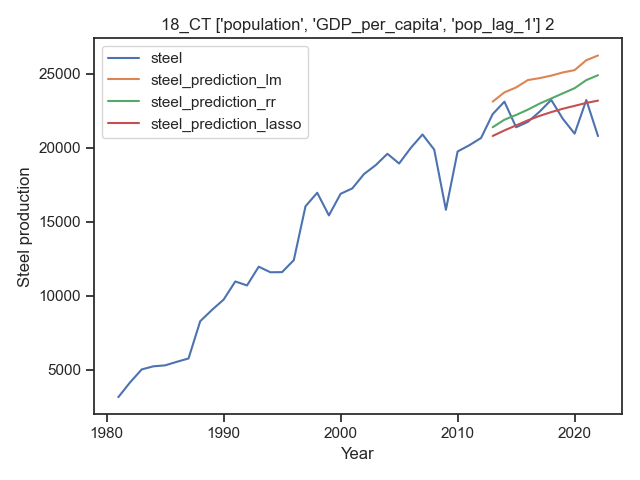 18_CT ['population', 'GDP_per_capita', 'pop_lag_1'] 2
steel
steel_prediction_lm
steel_prediction_rr
steel_prediction_lasso
25000
20000
15000
10000
5000
Steel production
1980 1990 2000 2010 2020
Year